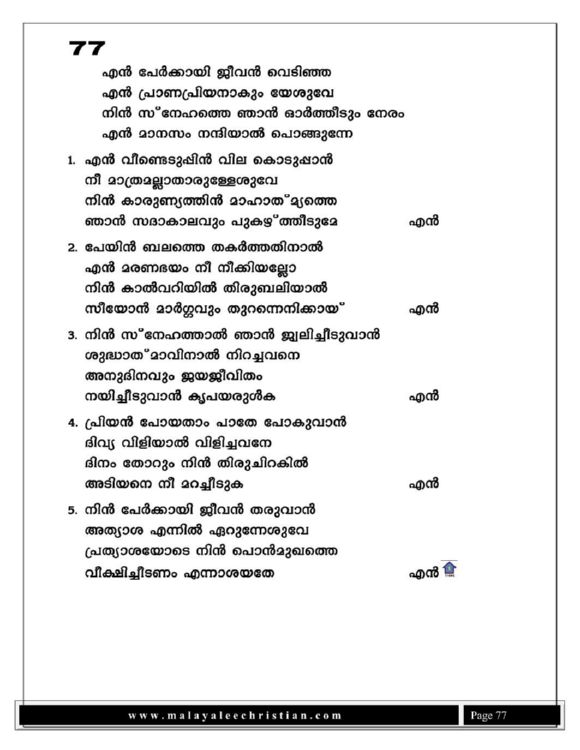 77
എൻ പേർക്കായി ജീവൻ വെടിഞ്ഞ
എൻ പ്രാണപ്രിയനാകും യേശുവേ
നിൻ സ്നേഹത്തെ ഞാൻ ഓർത്തീടും നേരം
എൻ മാനസം നന്ദിയാൽ പൊങ്ങുന്നേ
1. എൻ വീണ്ടെടുപ്പിൻ വില കൊടുപ്പാൻ
നീ മാത്രമല്ലാതാരുള്ളേശുവേ
നിൻ കാരുണ്യത്തിൻ മാഹാത്മ്യത്തെ
ഞാൻ സദാകാലവും പുകഴ്ത്തീടുമേ എൻ
2. പേയിൻ ബലത്തെ തകർത്തതിനാൽ
എൻ മരണഭയം നീ നീക്കിയല്ലോ
നിൻ കാൽവറിയിൽ തിരുബലിയാൽ
സീയോൻ മാർഗ്ഗവും തുറന്നെനിക്കായ് എൻ
3. നിൻ സ്നേഹത്താൽ ഞാൻ ജ്വലിച്ചീടുവാൻ
ശുദ്ധാത്മാവിനാൽ നിറച്ചവനെ
അനുദിനവും ജയജീവിതം
നയിച്ചീടുവാൻ കൃപയരുൾക എൻ
4. പ്രിയൻ പോയതാം പാതേ പോകുവാൻ
ദിവ്യ വിളിയാൽ വിളിച്ചവനേ
ദിനം തോറും നിൻ തിരുചിറകിൽ
അടിയനെ നീ മറച്ചീടുക എൻ
5. നിൻ പേർക്കായി ജീവൻ തരുവാൻ
അത്യാശ എന്നിൽ ഏറുന്നേശുവേ
പ്രത്യാശയോടെ നിൻ പൊൻമുഖത്തെ
വീക്ഷിച്ചീടണം എന്നാശയതേ എൻ
www.malayaleechristian.com Page 77